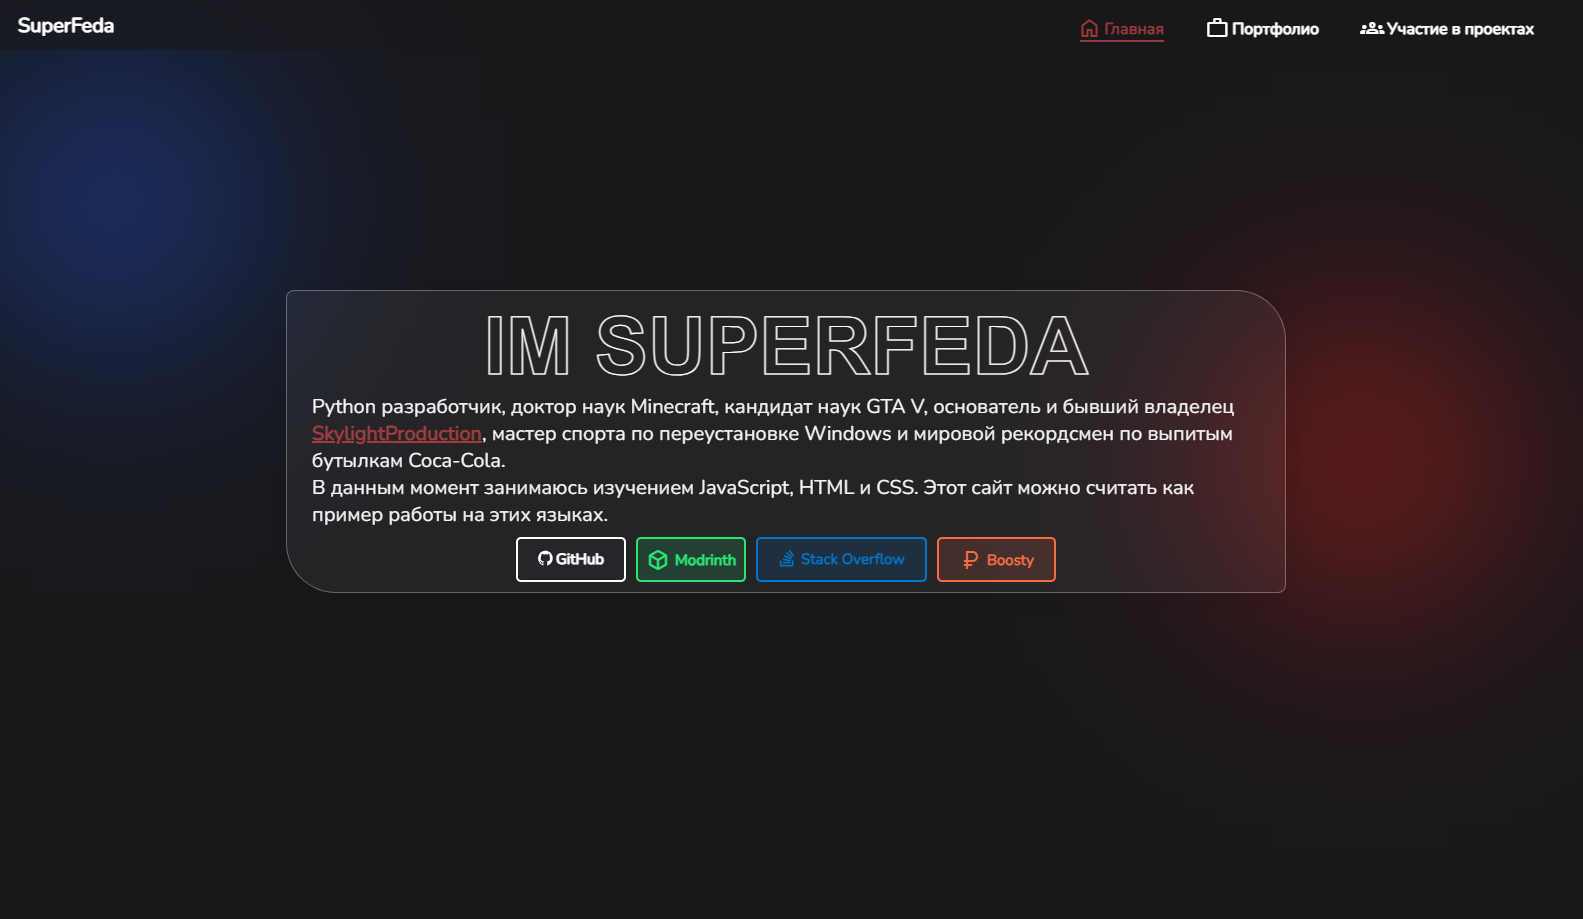 SuperFeda
Главная
Портфолио
Участие в проектах
IM SUPERFEDA
Python разработчик, доктор наук Minecraft, кандидат наук GTA V, основатель и бывший владелец
SkylightProduction, мастер спорта по переустановке Windows и мировой рекордсмен по выпитым
бутылкам Coca-Cola.
В данным момент занимаюсь изучением JavaScript, HTML и CSS. Этот сайт можно считать как
пример работы на этих языках.
GitHub
Modrinth
Stack Overflow
Boosty